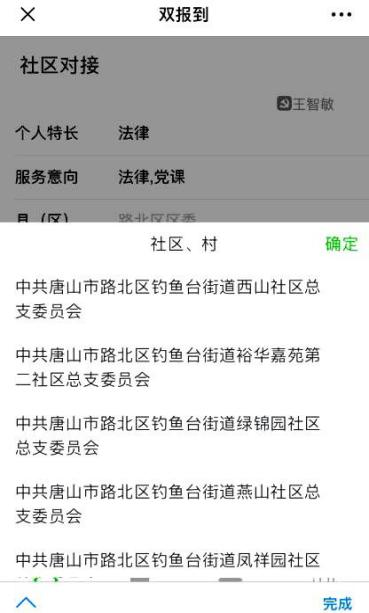 双报到
社区对接
王智敏
个人特长 法律
服务意向 法律,党课
县（区） 路北区区委
社区、村 确定
中共唐山市路北区钓鱼台街道西山社区总
支委员会
中共唐山市路北区钓鱼台街道裕华嘉苑第
二社区总支委员会
中共唐山市路北区钓鱼台街道绿锦园社区
总支委员会
中共唐山市路北区钓鱼台街道燕山社区总
支委员会
中共唐山市路北区钓鱼台街道凤祥园社区
完成